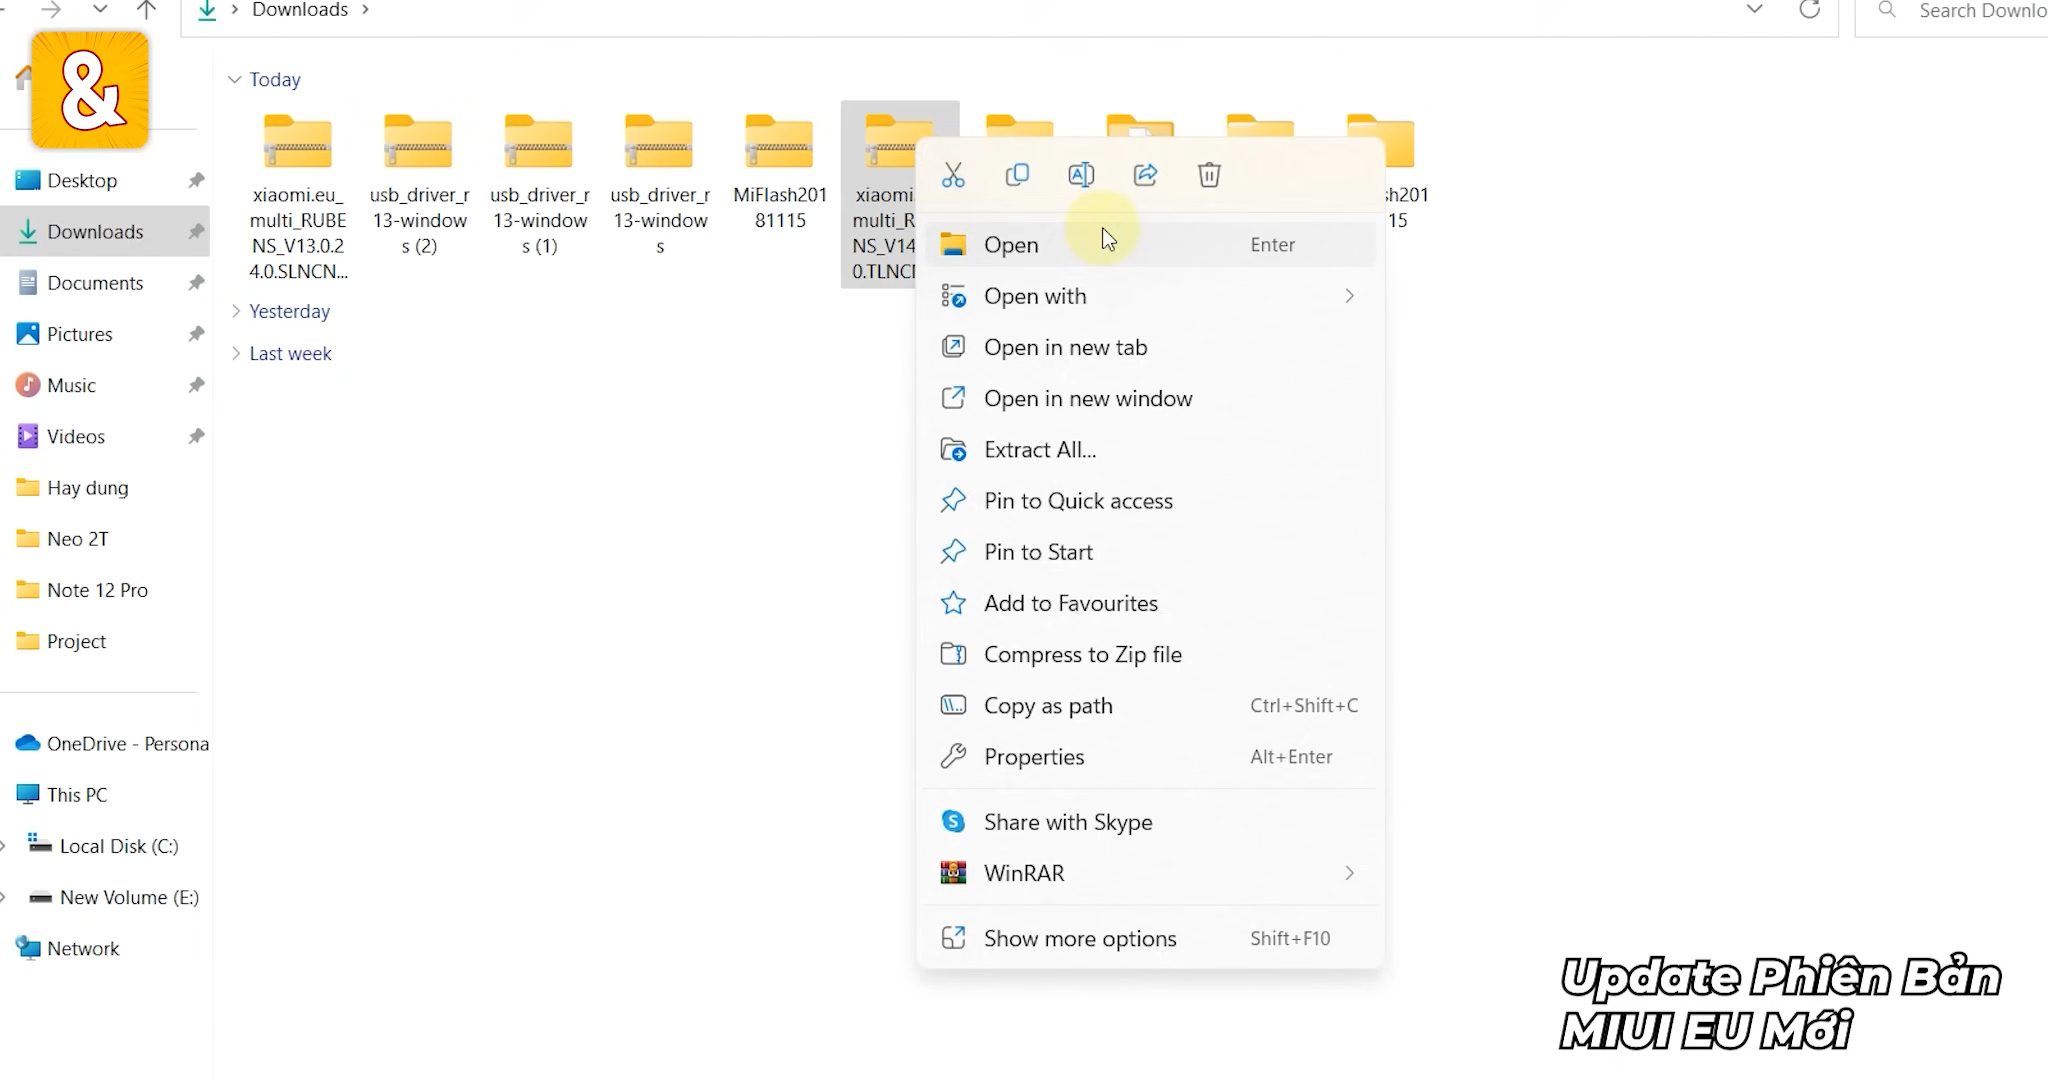 Downloads
Search Downlo
&
Today
xiaomi.eu_
multi_RUBE
NS_V13.0.2
4.0.SLNCN...
usb_driver_r
13-window
s (2)
usb_driver_r
13-window
s (1)
usb_driver_r
13-window
s
MiFlash201
81115
xiaomi
multi_R
NS_V14
0.TLNCN
sh201
15
Yesterday
Last week
Desktop
Downloads
Documents
Pictures
Music
Videos
Hay dung
Neo 2T
Note 12 Pro
Project
OneDrive - Persona
This PC
Local Disk (C:)
New Volume (E:)
Network
Open Enter
Open with
Open in new tab
Open in new window
Extract All...
Pin to Quick access
Pin to Start
Add to Favourites
Compress to Zip file
Copy as path Ctrl+Shift+C
Properties Alt+Enter
Share with Skype
WinRAR
Show more options Shift+F10
Update Phiên Bản
MIUI EU Mới